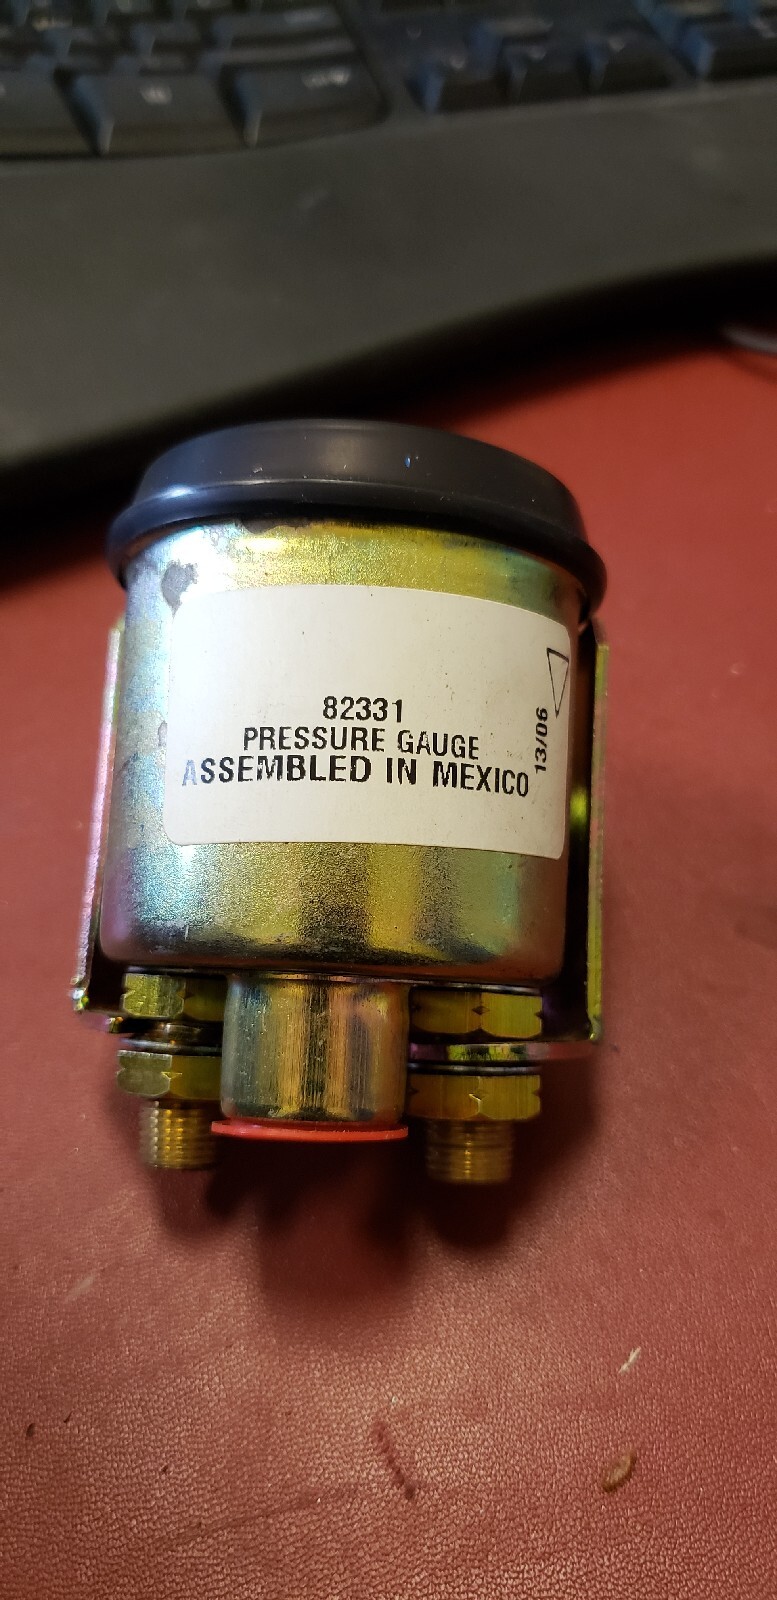 82331
PRESSURE GAUGE
ASSEMBLED IN MEXICO
13/06